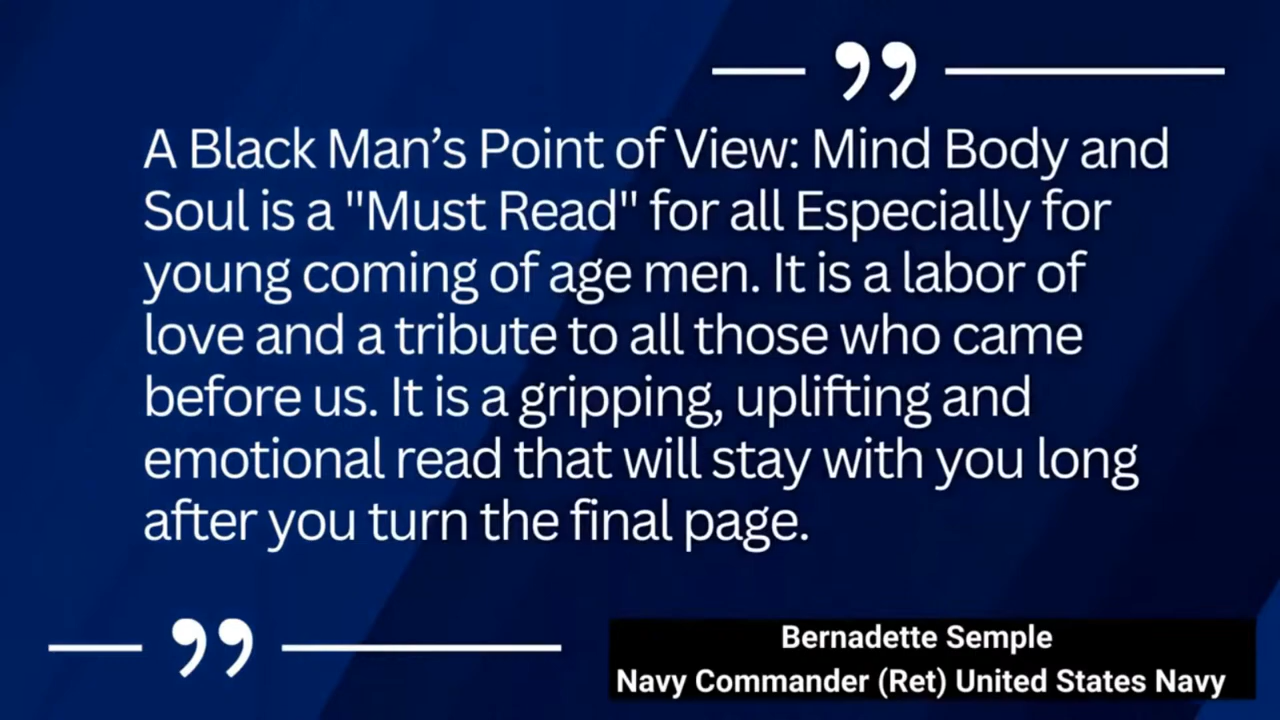 ”
A Black Man’s Point of View: Mind Body and
Soul is a "Must Read" for all Especially for
young coming of age men. It is a labor of
love and a tribute to all those who came
before us. It is a gripping, uplifting and
emotional read that will stay with you long
after you turn the final page.
”
Bernadette Semple
Navy Commander (Ret) United States Navy